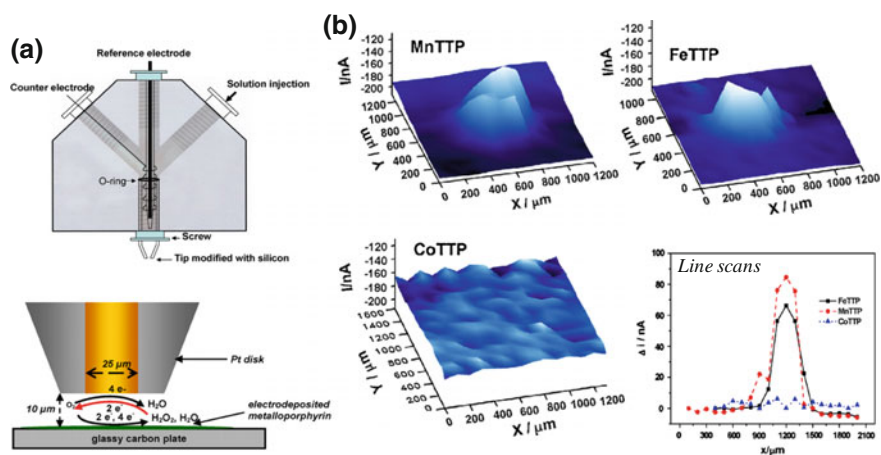 (a)
Reference electrode
Counter electrode
Solution injection
O-ring
Screw
Tip modified with silicon
25 µm
Pt disk
4 e-
10 µm
O₂
H₂O
2 e⁻
2 e⁻, 4 e⁻
H₂O₂, H₂O
electrodeposited
metalloporphyrin
glassy carbon plate
(b)
MnTTP
I/nA
-120
-140
-160
-180
-200
Y / µm
1200
1000
800
600
400
200
0
0 200 400 600 800 1000 1200
X / µm
FeTTP
I/nA
-120
-140
-160
-180
-200
Y / µm
1200
1000
800
600
400
200
0
0 200 400 600 800 1000 1200
X / µm
CoTTP
I/nA
-120
-140
-160
-180
-200
Y / µm
1600
1400
1200
1000
800
600
400
200
0
0 200 400 600 800 1000 1200
X / µm
Line scans
FeTTP
MnTTP
CoTTP
Δ i / nA
100
80
60
40
20
0
0 300 600 900 1200 1500 1800 2100
x/µm